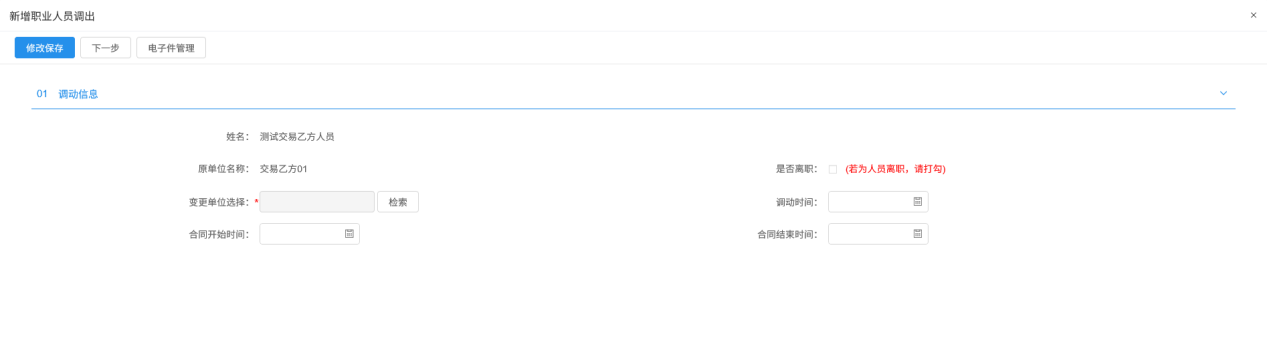 新增职业人员调出
修改保存 下一步 电子件管理
01 调动信息
姓名： 测试交易乙方人员
原单位名称： 交易乙方01 是否离职： (若为人员离职，请打勾)
变更单位选择：* 检索 调动时间：
合同开始时间： 合同结束时间：